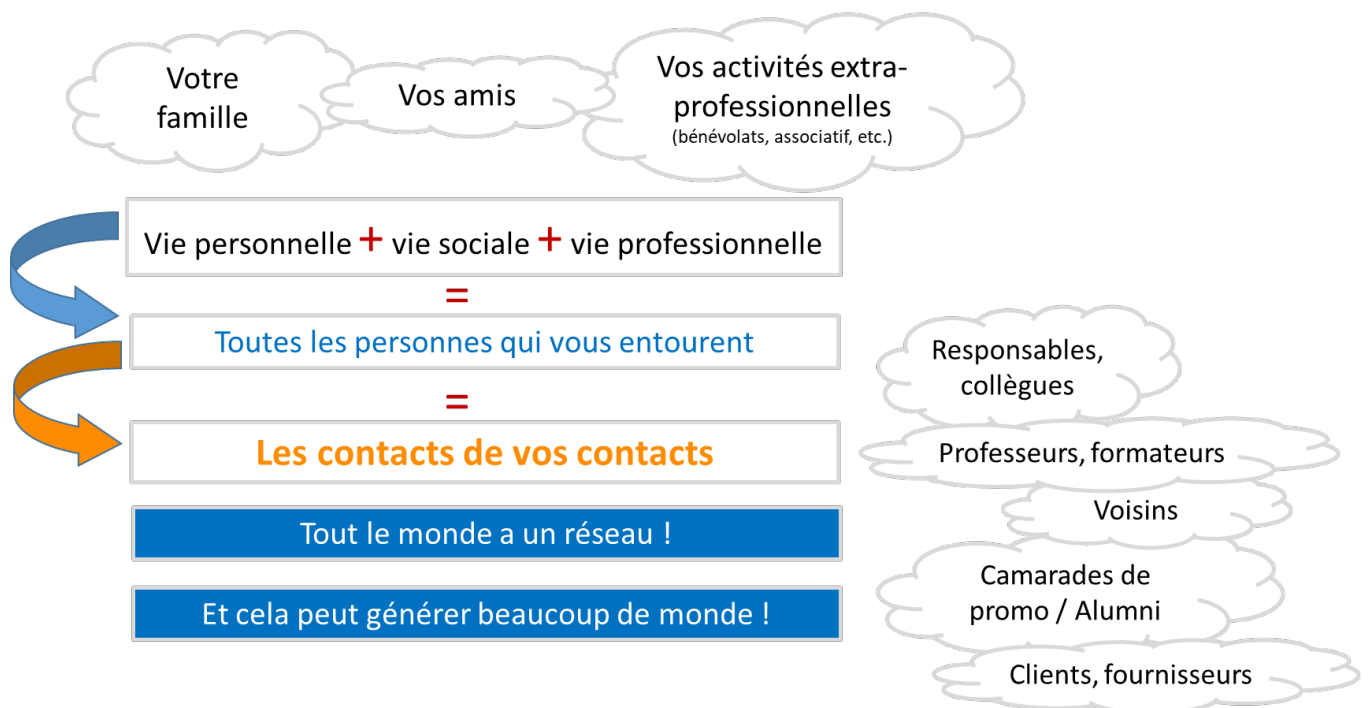 Votre
famille
Vos amis
Vos activités extra-
professionnelles
(bénévolats, associatif, etc.)
Vie personnelle + vie sociale + vie professionnelle
=
Toutes les personnes qui vous entourent
=
Les contacts de vos contacts
Tout le monde a un réseau !
Et cela peut générer beaucoup de monde !
Responsables,
collègues
Professeurs, formateurs
Voisins
Camarades de
promo / Alumni
Clients, fournisseurs